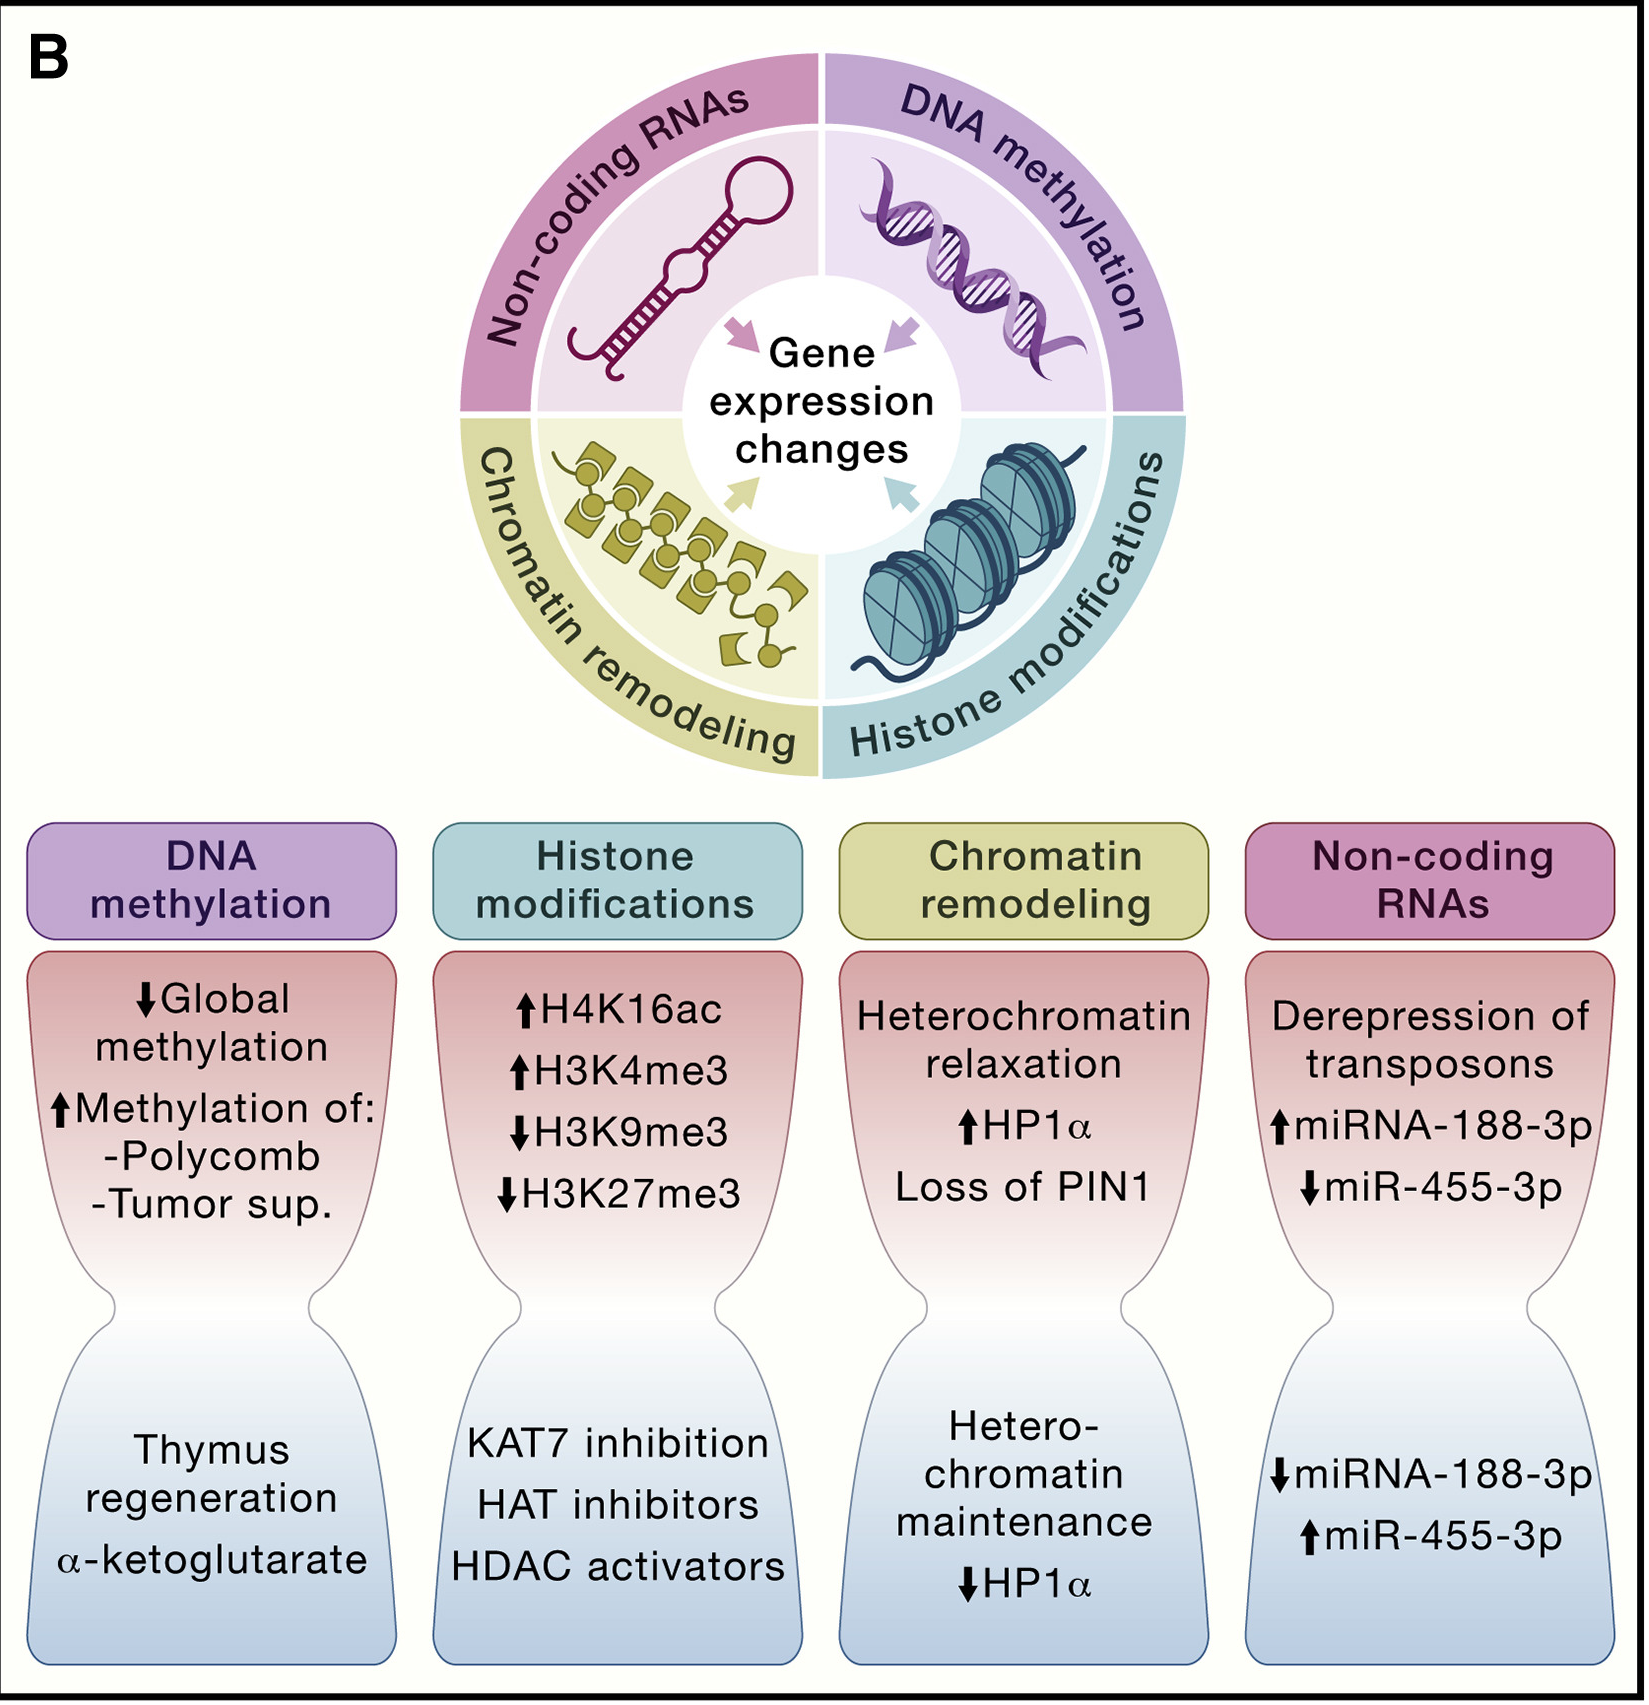 B
Non-coding RNAs
DNA methylation
Gene
expression
changes
Chromatin remodeling
Histone modifications
DNA
methylation
↓Global
methylation
↑Methylation of:
-Polycomb
-Tumor sup.
Thymus
regeneration
α-ketoglutarate
Histone
modifications
↑H4K16ac
↑H3K4me3
↓H3K9me3
↓H3K27me3
KAT7 inhibition
HAT inhibitors
HDAC activators
Chromatin
remodeling
Heterochromatin
relaxation
↑HP1α
Loss of PIN1
Hetero-
chromatin
maintenance
↓HP1α
Non-coding
RNAs
Derepression of
transposons
↑miRNA-188-3p
↓miR-455-3p
↓miRNA-188-3p
↑miR-455-3p